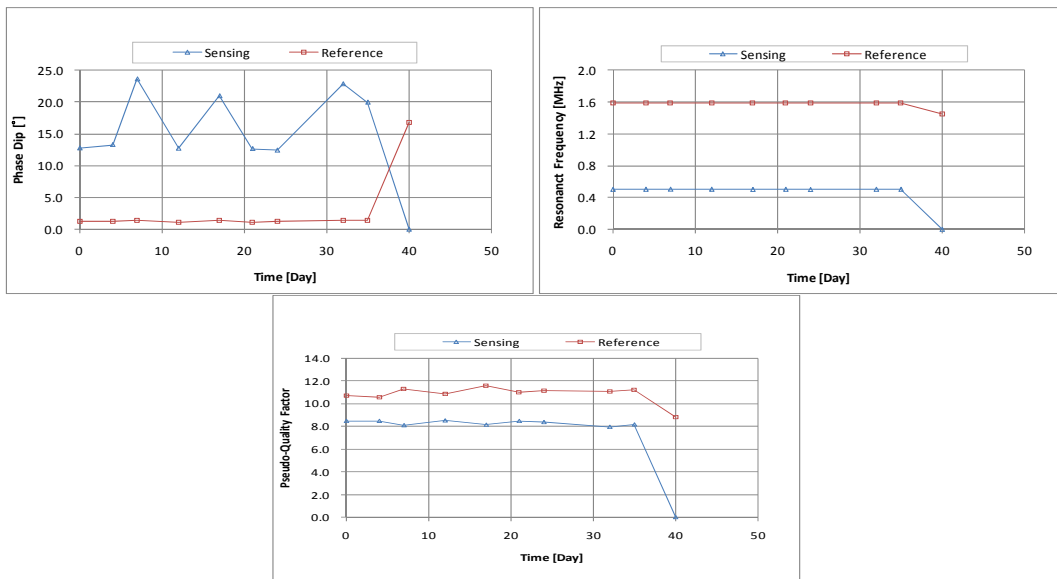 Sensing Reference
25.0
20.0
15.0
10.0
5.0
0.0
Phase Dip [°]
0 10 20 30 40 50
Time [Day]
Sensing Reference
2.0
1.6
1.2
0.8
0.4
0.0
Resonanct Frequency [MHz]
0 10 20 30 40 50
Time [Day]
Sensing Reference
14.0
12.0
10.0
8.0
6.0
4.0
2.0
0.0
Pseudo-Quality Factor
0 10 20 30 40 50
Time [Day]